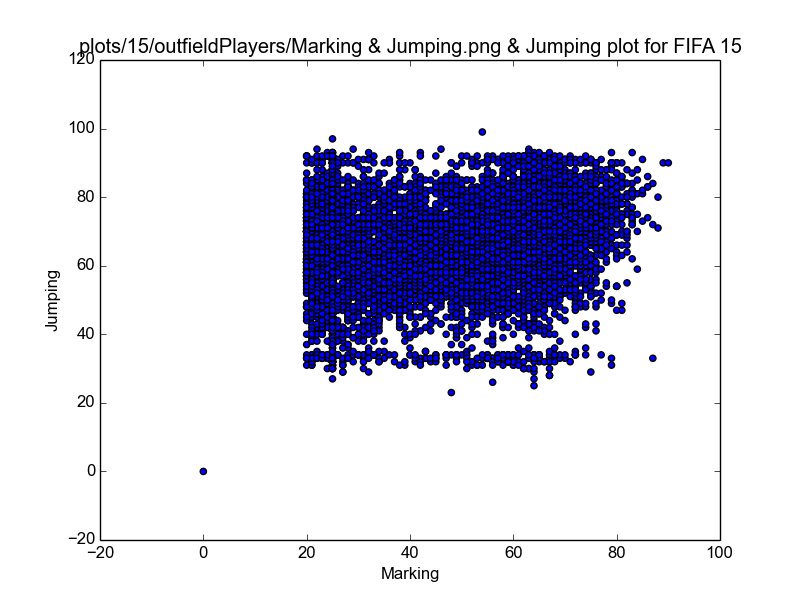 plots/15/outfieldPlayers/Marking & Jumping.png & Jumping plot for FIFA 15
120
100
80
60
40
20
0
−20
Jumping
−20 0 20 40 60 80 100
Marking